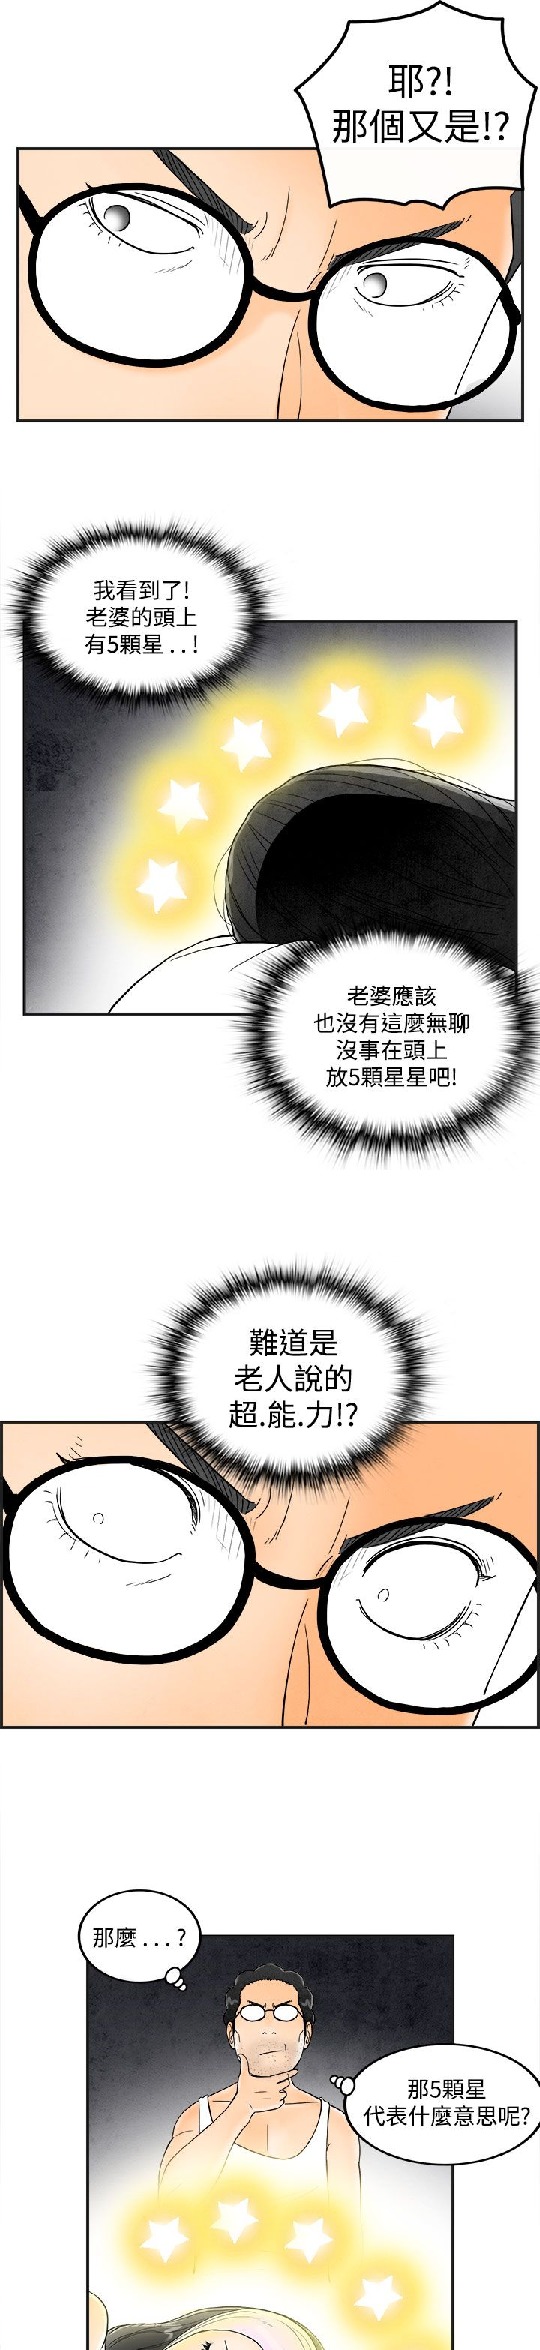 耶?!
那個又是!?
我看到了!
老婆的頭上
有5顆星...!
老婆應該
也沒有這麼無聊
沒事在頭上
放5顆星星吧!
難道是
老人說的
超.能.力!?
那麼...?
那5顆星
代表什麼意思呢?